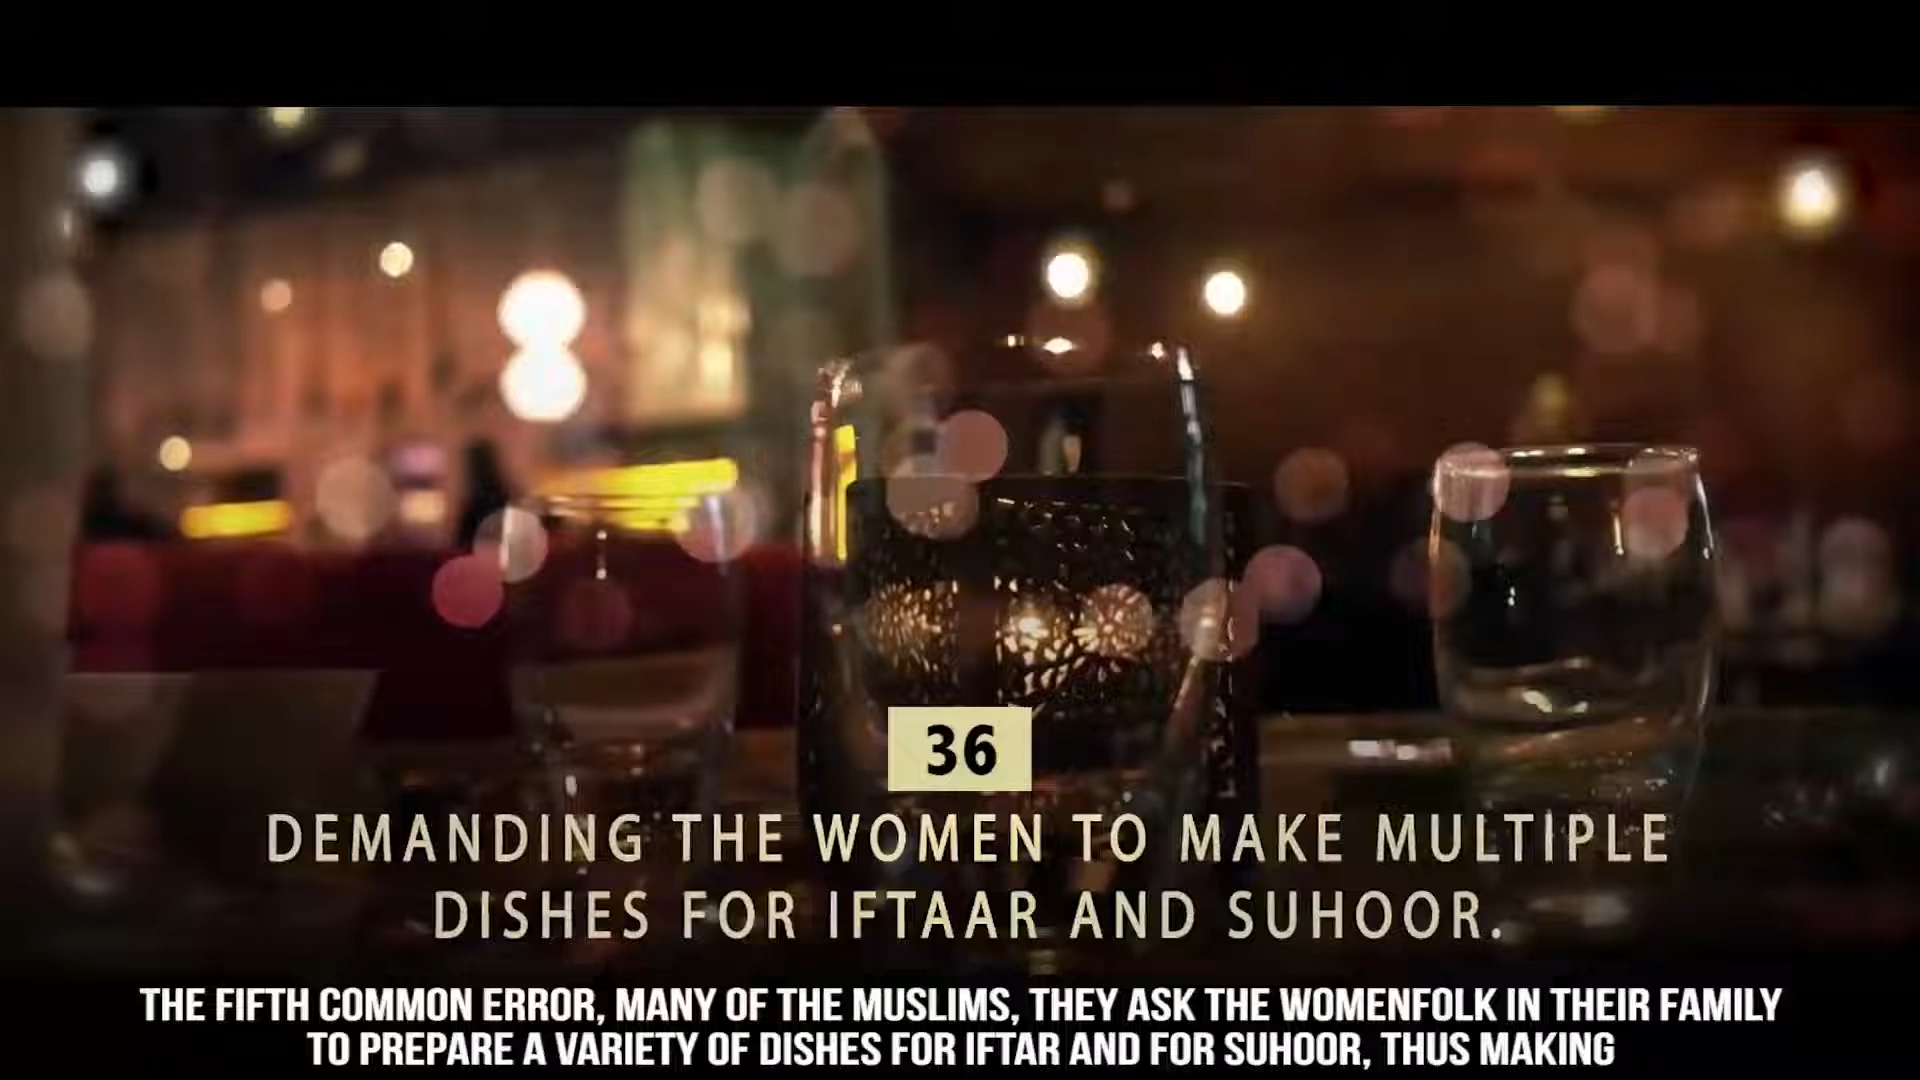 36
DEMANDING THE WOMEN TO MAKE MULTIPLE
DISHES FOR IFTAAR AND SUHOOR.
THE FIFTH COMMON ERROR, MANY OF THE MUSLIMS, THEY ASK THE WOMENFOLK IN THEIR FAMILY
TO PREPARE A VARIETY OF DISHES FOR IFTAR AND FOR SUHOOR, THUS MAKING